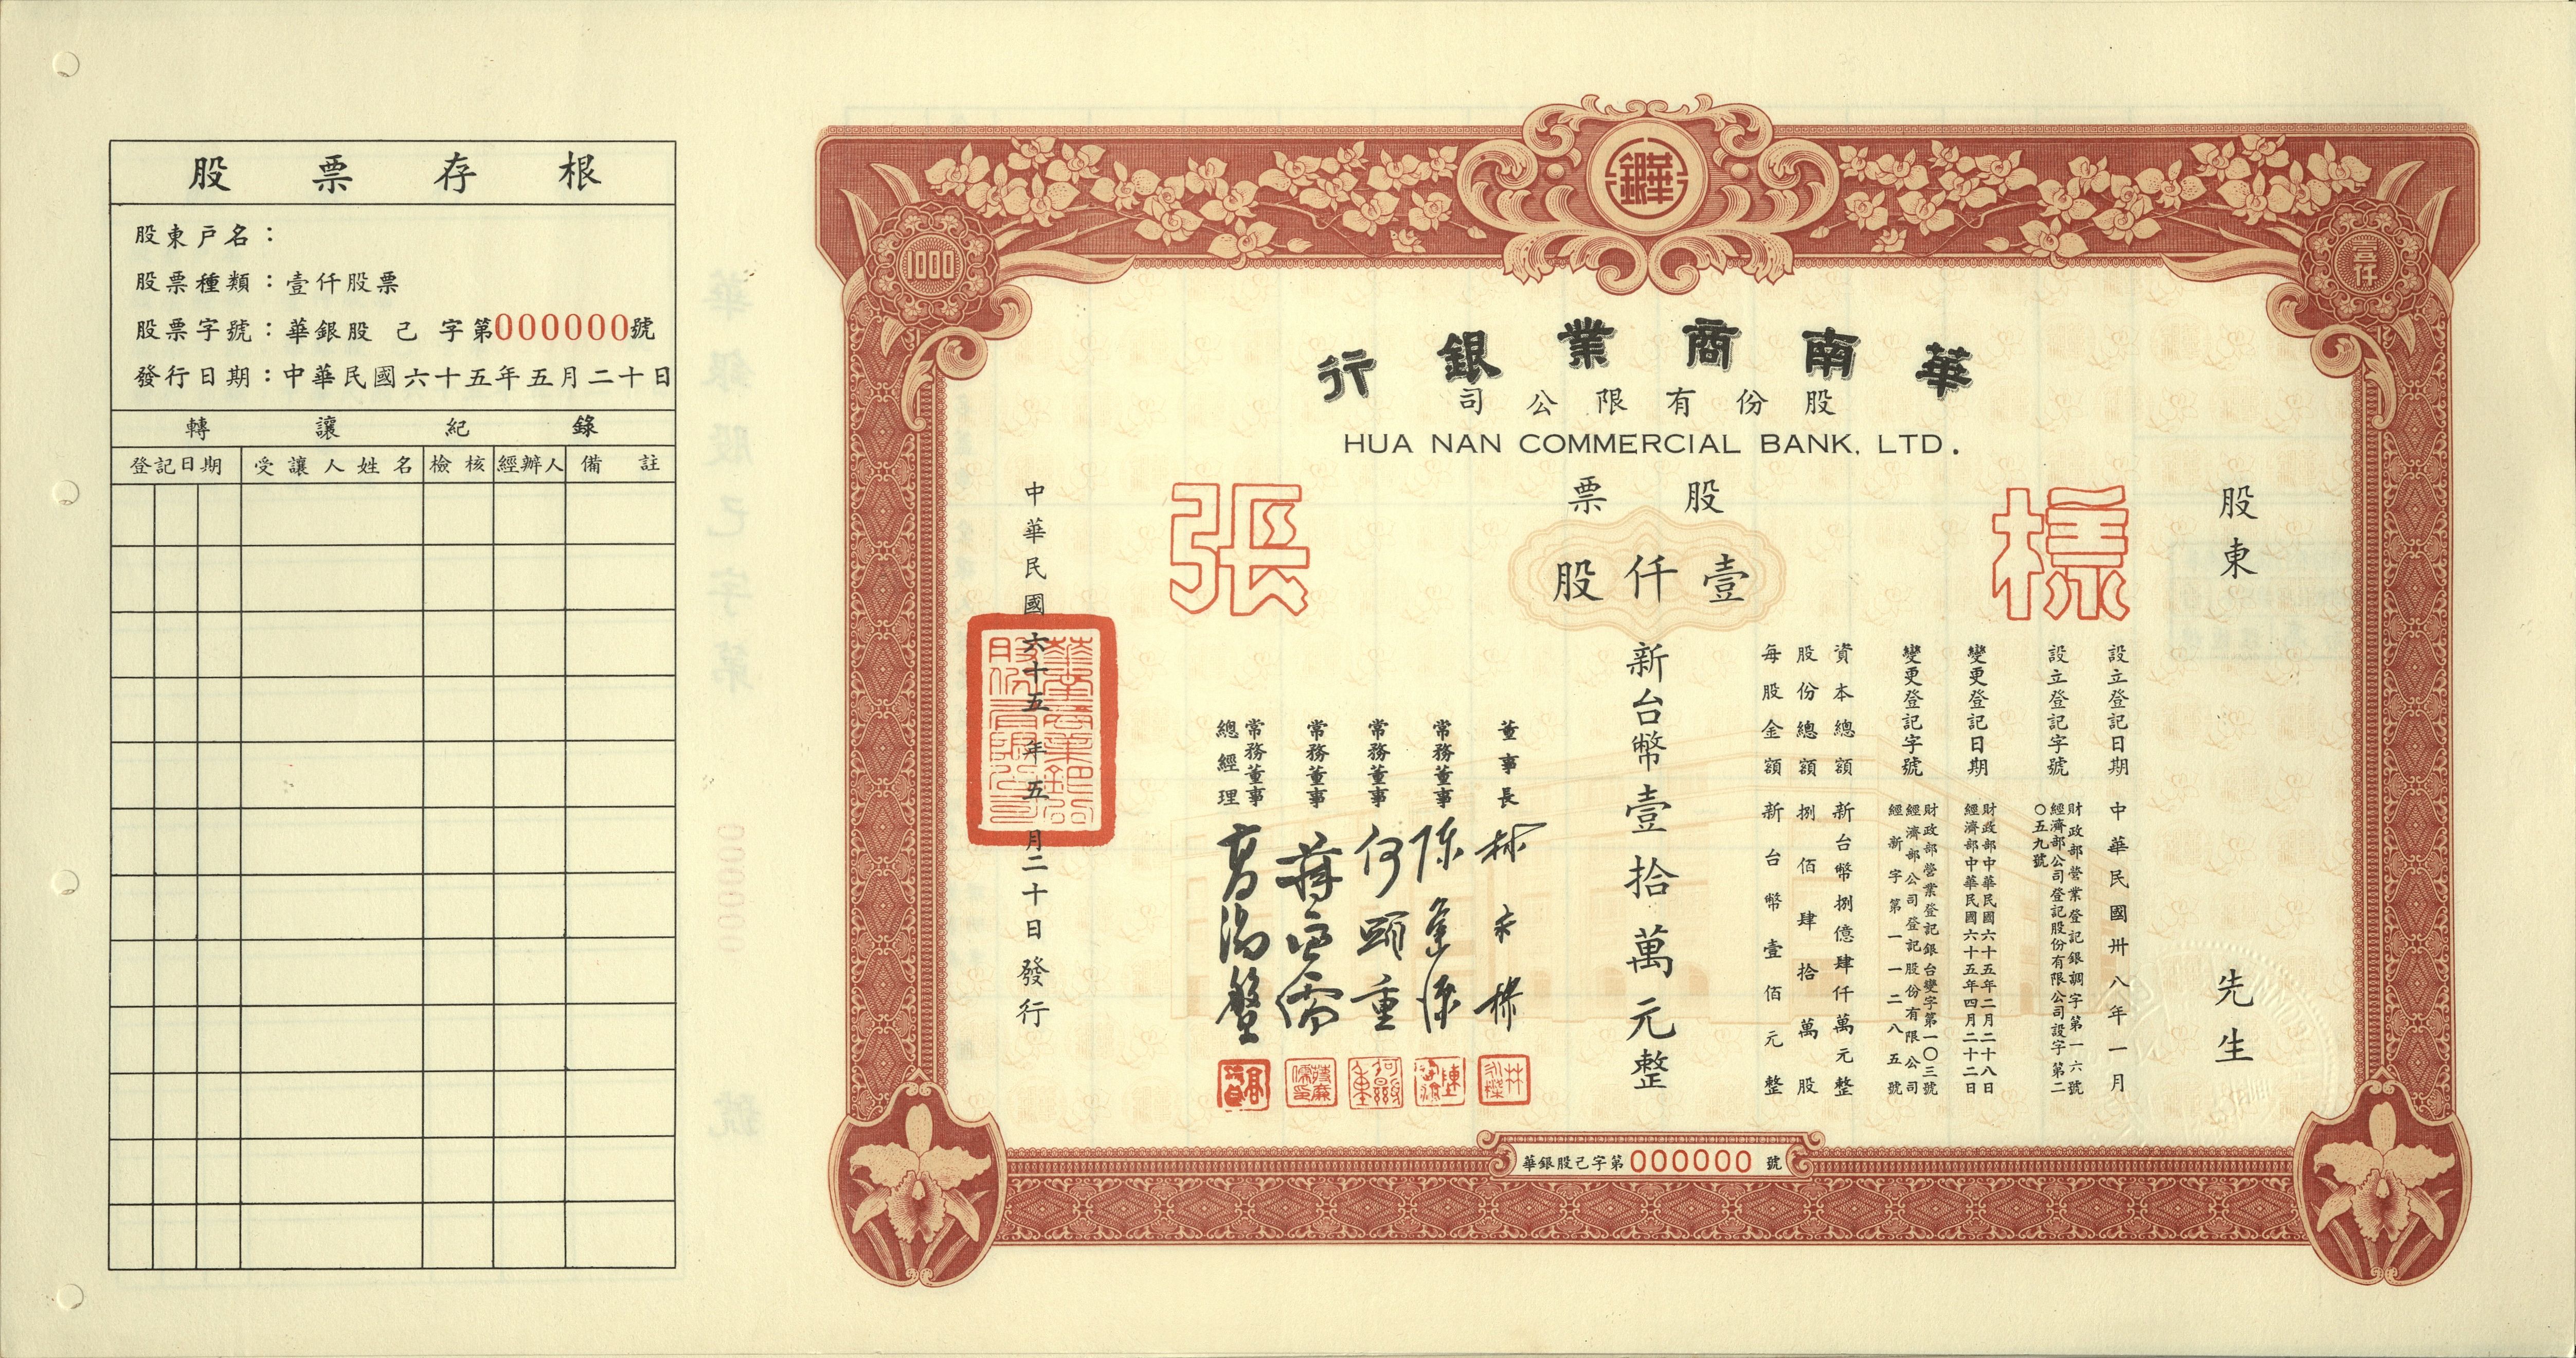 股票存根
股東戶名：
股票種類：壹仟股票
股票字號：華銀股 己 字第000000號
發行日期：中華民國六十五年五月二十日
轉讓紀錄
登記日期 受讓人姓名 檢核 經辦人 備註
1000
華銀
壹仟
華南商業銀行
股份有限公司
HUA NAN COMMERCIAL BANK, LTD.
股票
樣張
壹仟股
股東 先生
設立登記日期 中華民國卅八年一月
設立登記字號 財政部營業登記銀調字第一六號
經濟部公司登記股份有限公司設字第二
〇五九號
變更登記日期 財政部中華民國六十五年二月二十八日
經濟部中華民國六十五年四月二十二日
變更登記字號 財政部營業登記銀台變字第一〇三號
經濟部公司登記股份有限公司
經新字第一一二八五號
資本總額 新台幣捌億肆仟萬元整
股份總額 捌佰肆拾萬股
每股金額 新台幣壹佰元整
新台幣壹拾萬元整
董事長 林
常務董事 陳
常務董事 何顯重
常務董事 蔣
常務董事
總經理 高
中華民國六十五年五月二十日發行
華銀股己字第000000號